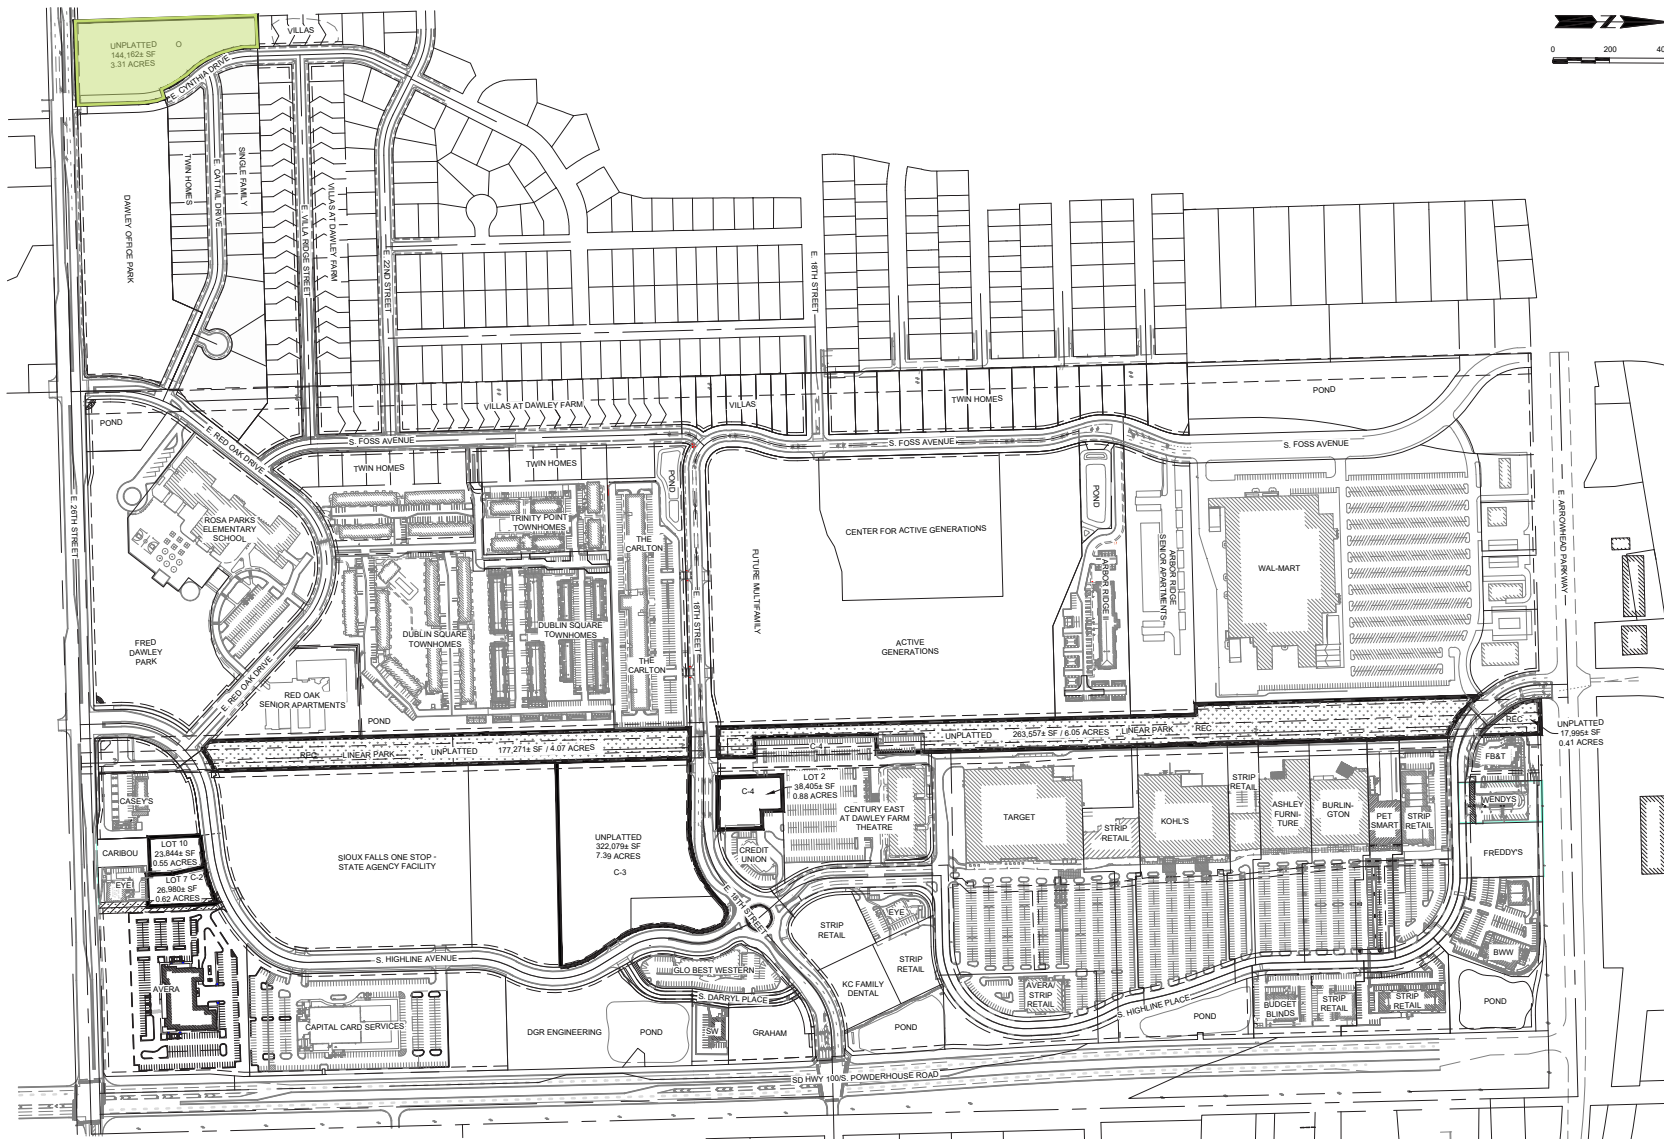 UNPLATTED O
144,162± SF
3.31 ACRES
VILLAS
Z
0 200 40
E. CYNTHIA DRIVE
TWIN HOMES
E. CATTAIL DRIVE
SINGLE FAMILY
E. VILLA RIDGE STREET
VILLAS AT DAWLEY FARM
E. 22ND STREET
DAWLEY OFFICE PARK
E. 18TH STREET
E. 26TH STREET
POND
E. RED OAK DRIVE
S. FOSS AVENUE
VILLAS AT DAWLEY FARM
VILLAS
TWIN HOMES
POND
S. FOSS AVENUE
S. FOSS AVENUE
TWIN HOMES
TWIN HOMES
POND
POND
E. ARROWHEAD PARKWAY
ROSA PARKS
ELEMENTARY
SCHOOL
TRINITY POINT
TOWNHOMES
THE
CARLTON
CENTER FOR ACTIVE GENERATIONS
FUTURE MULTIFAMILY
E. 18TH STREET
ARBOR RIDGE
ARBOR RIDGE
SENIOR APARTMENTS
WAL-MART
FRED
DAWLEY
PARK
DUBLIN SQUARE
TOWNHOMES
DUBLIN SQUARE
TOWNHOMES
THE
CARLTON
ACTIVE
GENERATIONS
E. RED OAK DRIVE
RED OAK
SENIOR APARTMENTS
POND
REC LINEAR PARK UNPLATTED 177,271± SF / 4.07 ACRES
UNPLATTED 263,557± SF / 6.05 ACRES LINEAR PARK REC
REC
UNPLATTED
17,995± SF
0.41 ACRES
C-4
CASEY'S
C-4
LOT 2
38,405± SF
0.88 ACRES
CENTURY EAST
AT DAWLEY FARM
THEATRE
TARGET
STRIP
RETAIL
KOHL'S
STRIP
RETAIL
ASHLEY
FURNI-
TURE
BURLIN-
GTON
PET
SMART
STRIP
RETAIL
FB&T
WENDYS
FREDDY'S
CARIBOU
LOT 10
23,844± SF
0.55 ACRES
EYE
LOT 7 C-2
26,980± SF
0.62 ACRES
SIOUX FALLS ONE STOP -
STATE AGENCY FACILITY
UNPLATTED
322,079± SF
7.39 ACRES
C-3
CREDIT
UNION
E. 18TH STREET
EYE
STRIP
RETAIL
STRIP
RETAIL
KC FAMILY
DENTAL
BWW
S. HIGHLINE AVENUE
GLO BEST WESTERN
S. DARRYL PLACE
AVERA
AVERA/
STRIP
RETAIL
S. HIGHLINE PLACE
BUDGET
BLINDS
STRIP
RETAIL
STRIP
RETAIL
POND
CAPITAL CARD SERVICES
DGR ENGINEERING
POND
SW
GRAHAM
POND
POND
SD HWY 100/S. POWDERHOUSE ROAD